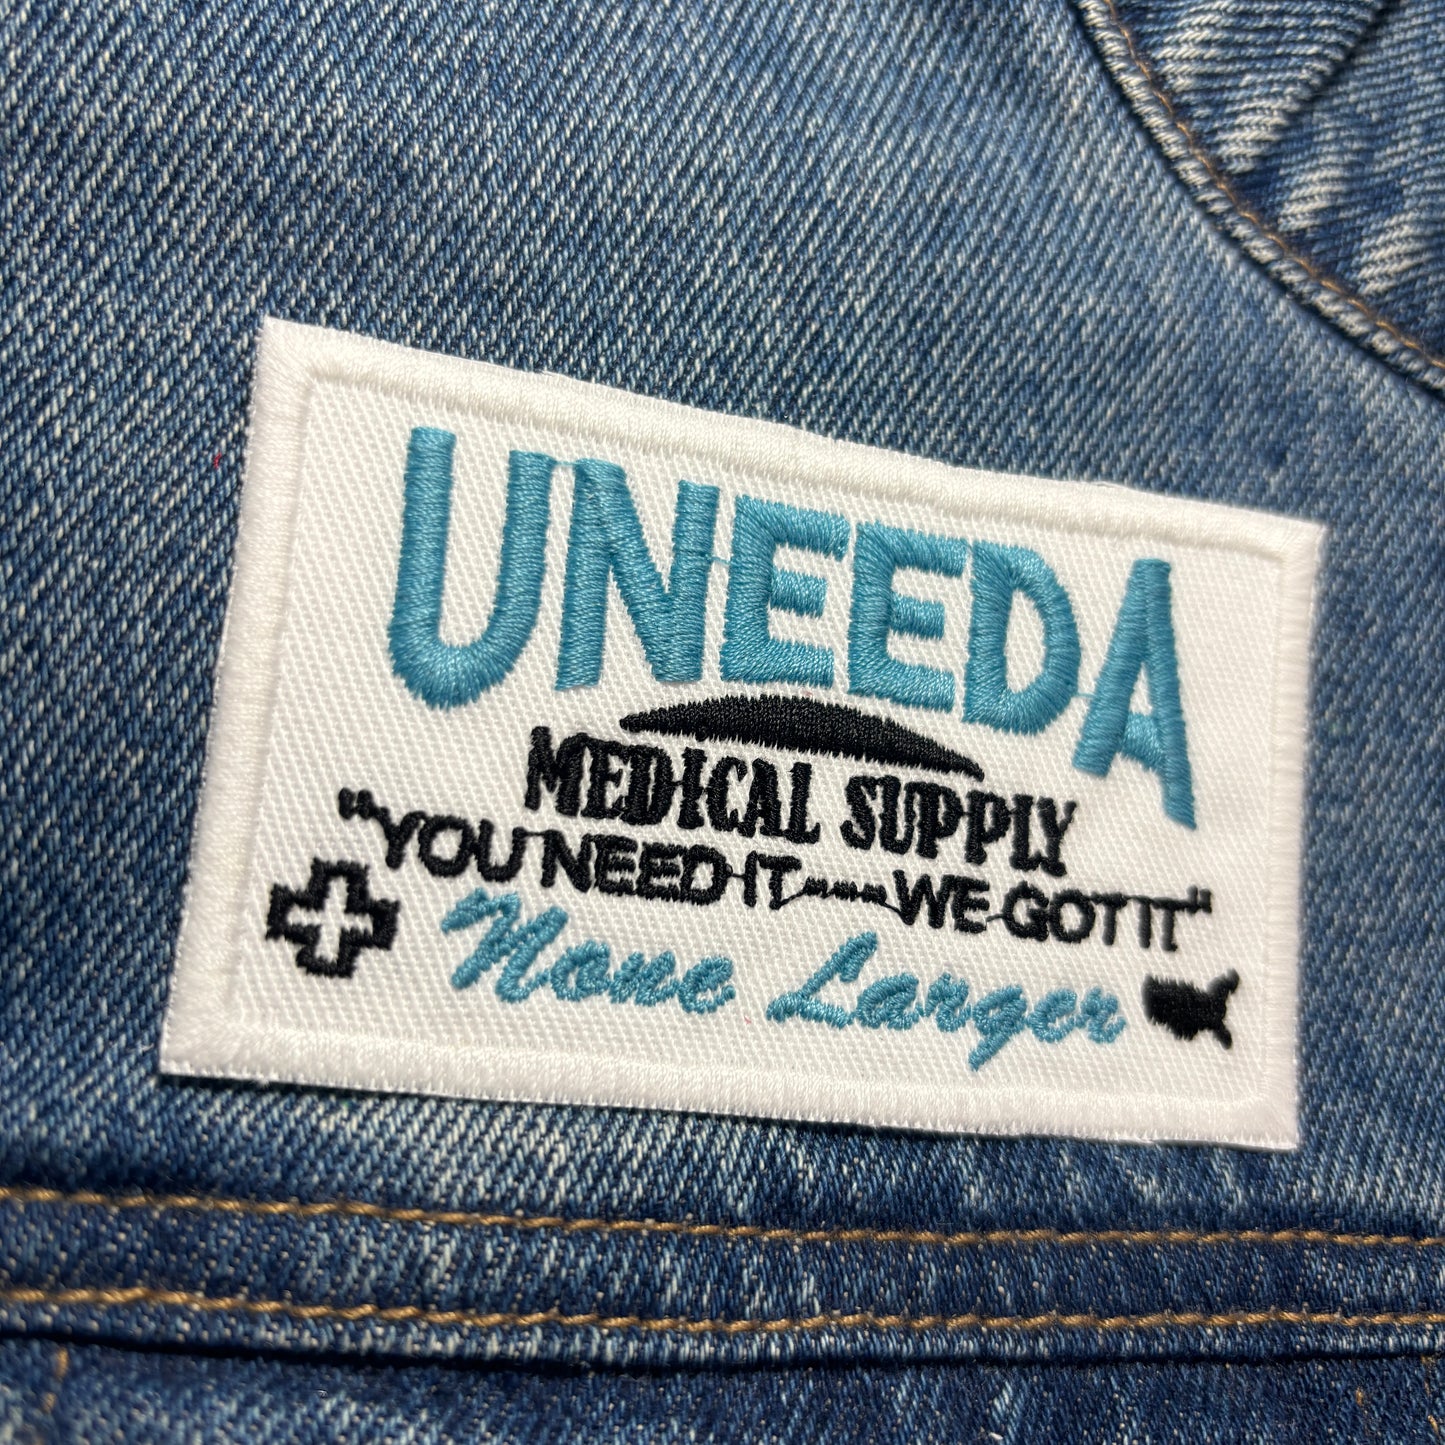 UNEEDA
MEDICAL SUPPLY
"YOU NEED IT----WE GOT IT"
None Larger